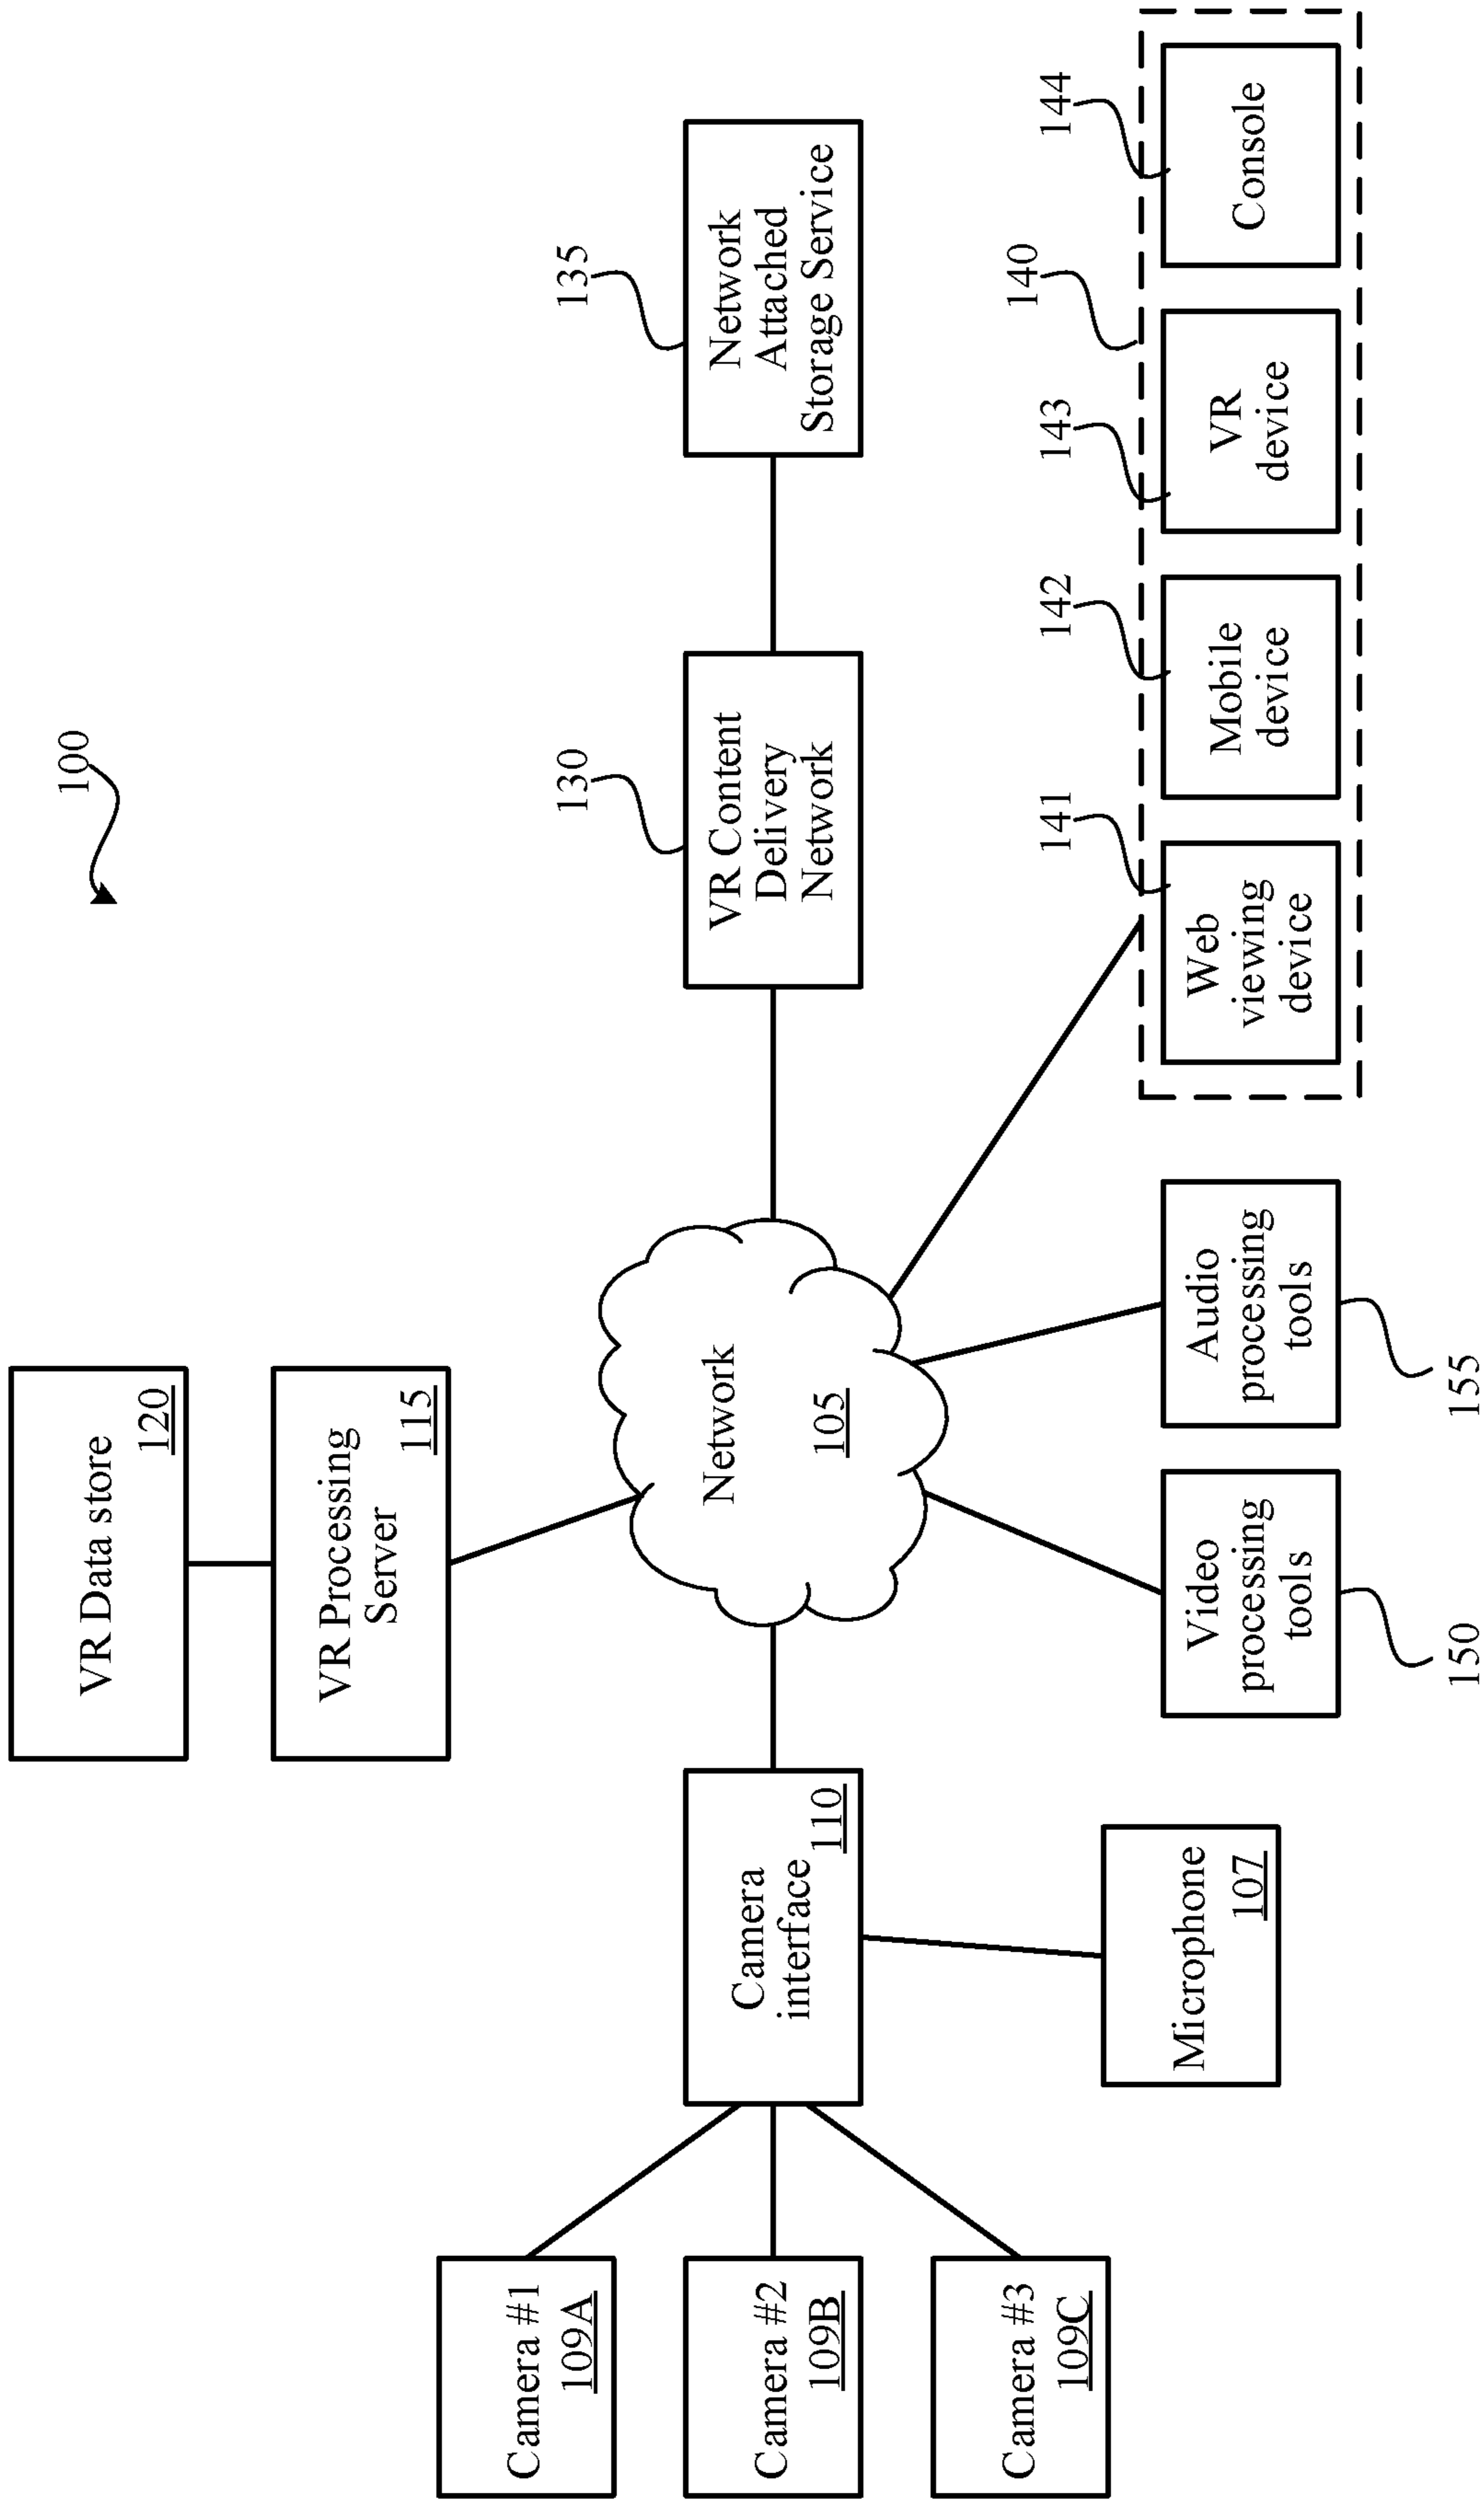 100
VR Data store
120
VR Processing
Server
115
Camera #1
109A
Camera #2
109B
Camera #3
109C
Camera
interface
110
Microphone
107
Network
105
130
VR Content
Delivery
Network
135
Network
Attached
Storage Service
Video
processing
tools
150
Audio
processing
tools
155
140
141
Web
viewing
device
142
Mobile
device
143
VR
device
144
Console